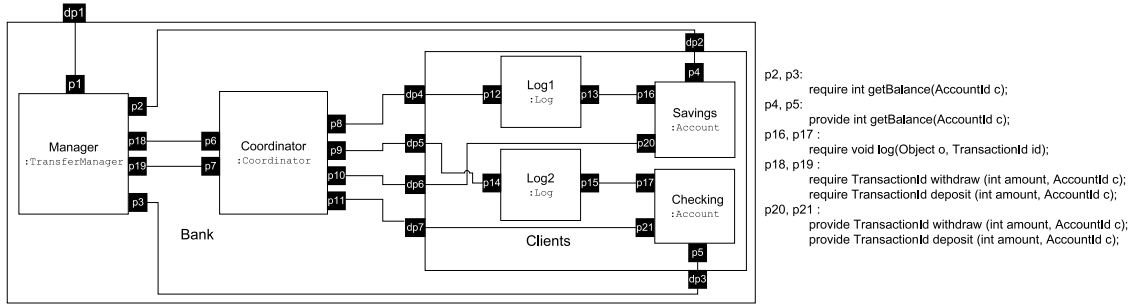 dp1
dp2
p1
p4
Log1
:Log
p2
dp4
p12
p13
p16
Manager
:TransferManager
Coordinator
:Coordinator
Savings
:Account
p8
p18
p6
dp5
p20
p9
p19
p7
p10
dp6
p14
Log2
:Log
p15
p17
p3
p11
Checking
:Account
dp7
p21
Bank
Clients
p5
dp3
p2, p3:
require int getBalance(AccountId c);
p4, p5:
provide int getBalance(AccountId c);
p16, p17 :
require void log(Object o, TransactionId id);
p18, p19 :
require TransactionId withdraw (int amount, AccountId c);
require TransactionId deposit (int amount, AccountId c);
p20, p21 :
provide TransactionId withdraw (int amount, AccountId c);
provide TransactionId deposit (int amount, AccountId c);